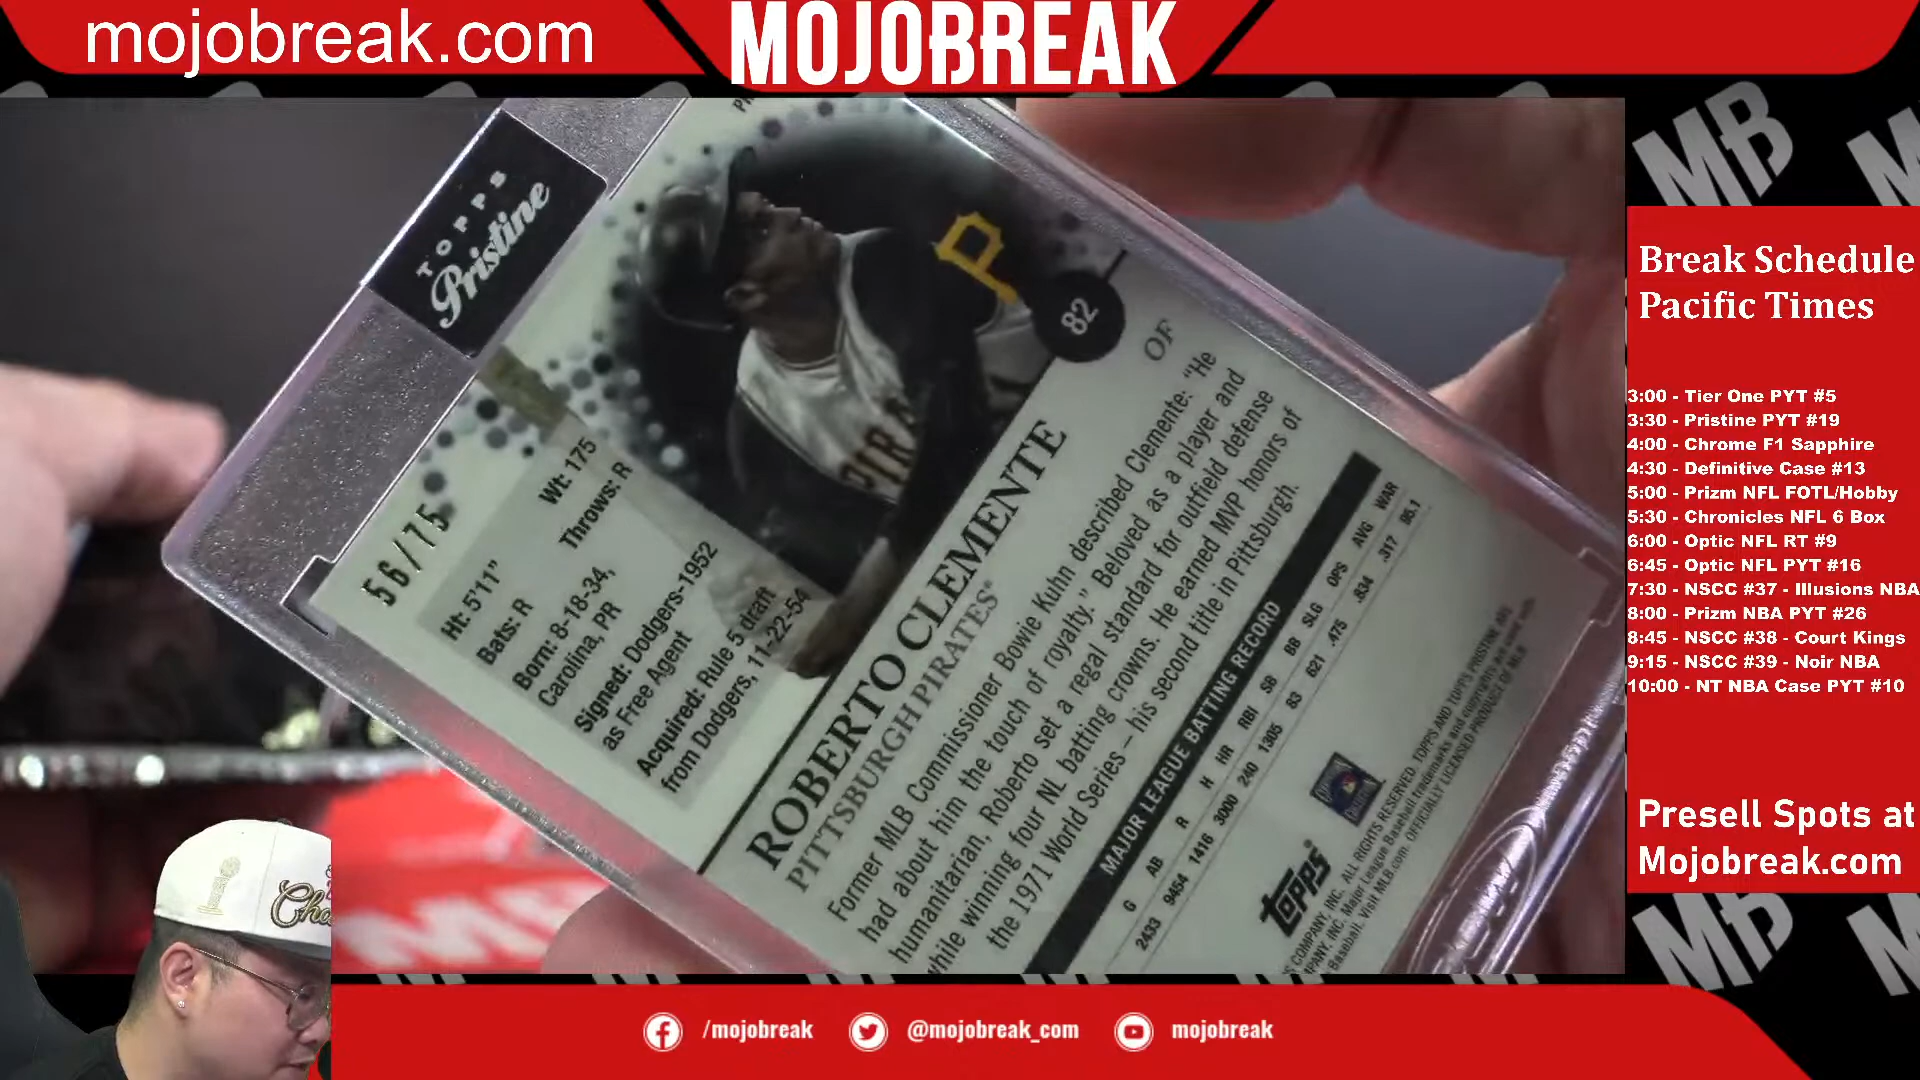 mojobreak.com
MOJOBREAK
TOPPS
Pristine
P
82
OF
56/75
Ht: 5'11" Wt: 175
Bats: R Throws: R
Born: 8-18-34,
Carolina, PR
Signed: Dodgers-1952
as Free Agent
Acquired: Rule 5 draft
from Dodgers, 11-22-54
ROBERTO CLEMENTE
PITTSBURGH PIRATES®
Former MLB Commissioner Bowie Kuhn described Clemente: "He
had about him the touch of royalty." Beloved as a player and
humanitarian, Roberto set a regal standard for outfield defense
while winning four NL batting crowns. He earned MVP honors of
the 1971 World Series – his second title in Pittsburgh.
MAJOR LEAGUE BATTING RECORD
G AB R H HR RBI SB BB SLG OPS AVG WAR
2433 9454 1416 3000 240 1305 83 621 .475 .834 .317 95.1
topps
MB
Break Schedule
Pacific Times
3:00 - Tier One PYT #5
3:30 - Pristine PYT #19
4:00 - Chrome F1 Sapphire
4:30 - Definitive Case #13
5:00 - Prizm NFL FOTL/Hobby
5:30 - Chronicles NFL 6 Box
6:00 - Optic NFL RT #9
6:45 - Optic NFL PYT #16
7:30 - NSCC #37 - Illusions NBA
8:00 - Prizm NBA PYT #26
8:45 - NSCC #38 - Court Kings
9:15 - NSCC #39 - Noir NBA
10:00 - NT NBA Case PYT #10
Presell Spots at
Mojobreak.com
MB
/mojobreak
@mojobreak_com
mojobreak